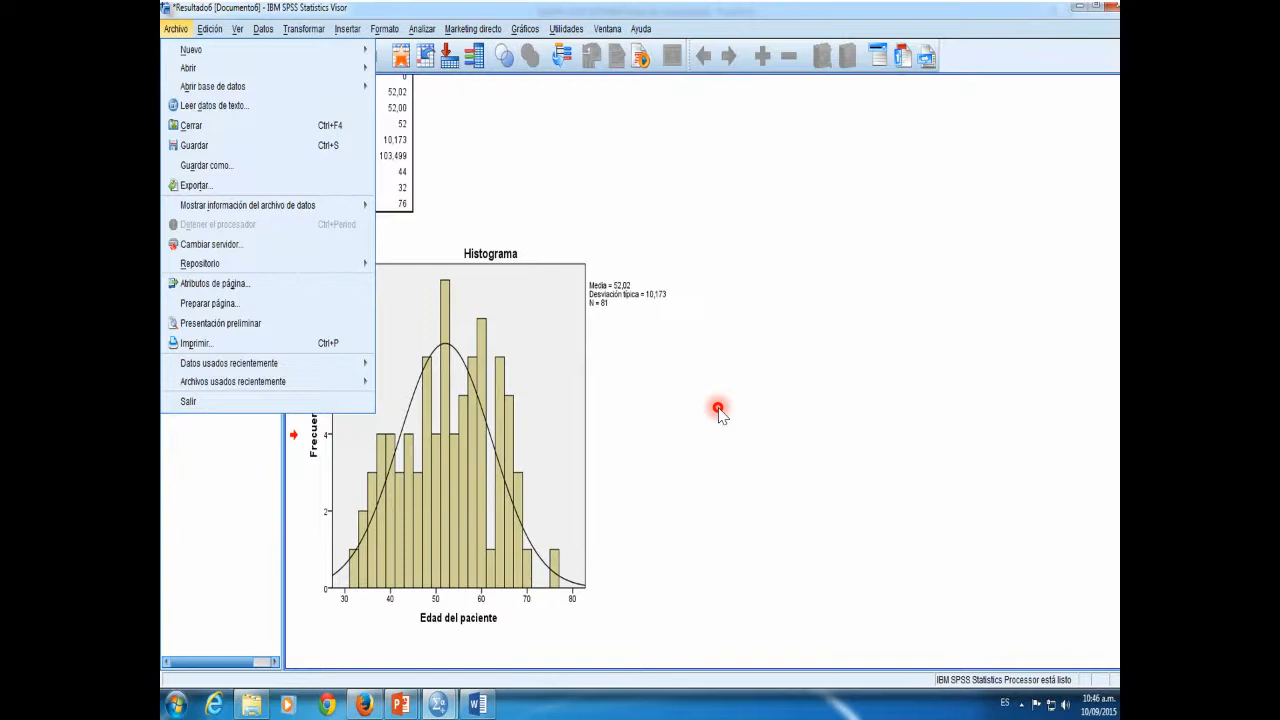 *Resultado6 [Documento6] - IBM SPSS Statistics Visor
Archivo Edición Ver Datos Transformar Insertar Formato Analizar Marketing directo Gráficos Utilidades Ventana Ayuda
Nuevo
Abrir
Abrir base de datos
Leer datos de texto...
Cerrar Ctrl+F4
Guardar Ctrl+S
Guardar como...
Exportar...
Mostrar información del archivo de datos
Detener el procesador Ctrl+Period
Cambiar servidor...
Repositorio
Atributos de página...
Preparar página...
Presentación preliminar
Imprimir... Ctrl+P
Datos usados recientemente
Archivos usados recientemente
Salir
0
52,02
52,00
52
10,173
103,499
44
32
76
Histograma
Media = 52,02
Desviación típica = 10,173
N = 81
Frecuen
4
2
0
30 40 50 60 70 80
Edad del paciente
IBM SPSS Statistics Processor está listo
ES
10:46 a.m.
10/09/2015